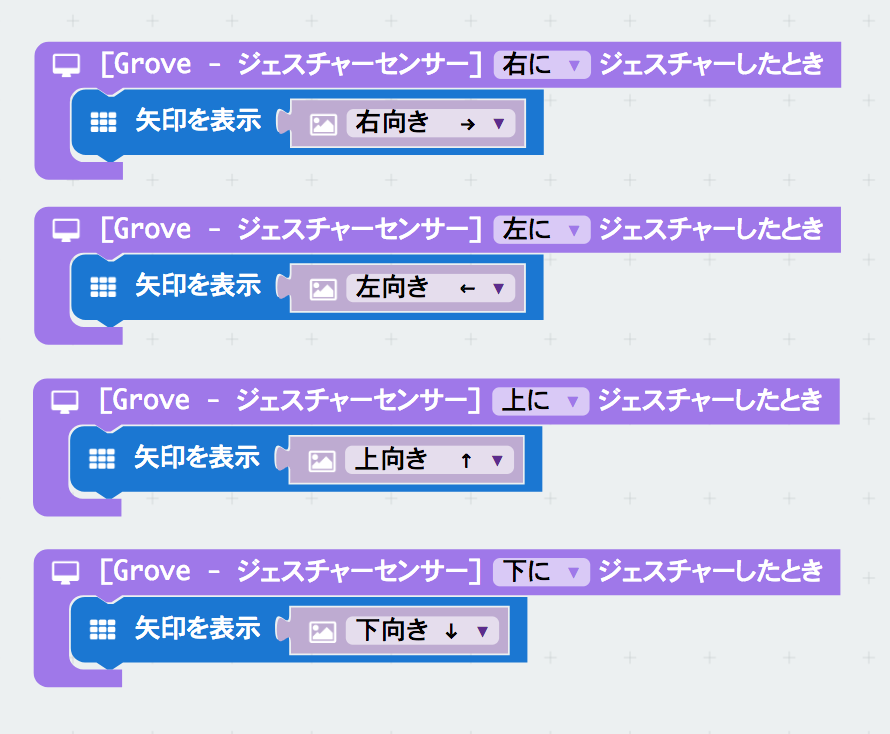 [Grove - ジェスチャーセンサー] 右に ▼ ジェスチャーしたとき
矢印を表示 右向き → ▼
[Grove - ジェスチャーセンサー] 左に ▼ ジェスチャーしたとき
矢印を表示 左向き ← ▼
[Grove - ジェスチャーセンサー] 上に ▼ ジェスチャーしたとき
矢印を表示 上向き ↑ ▼
[Grove - ジェスチャーセンサー] 下に ▼ ジェスチャーしたとき
矢印を表示 下向き ↓ ▼